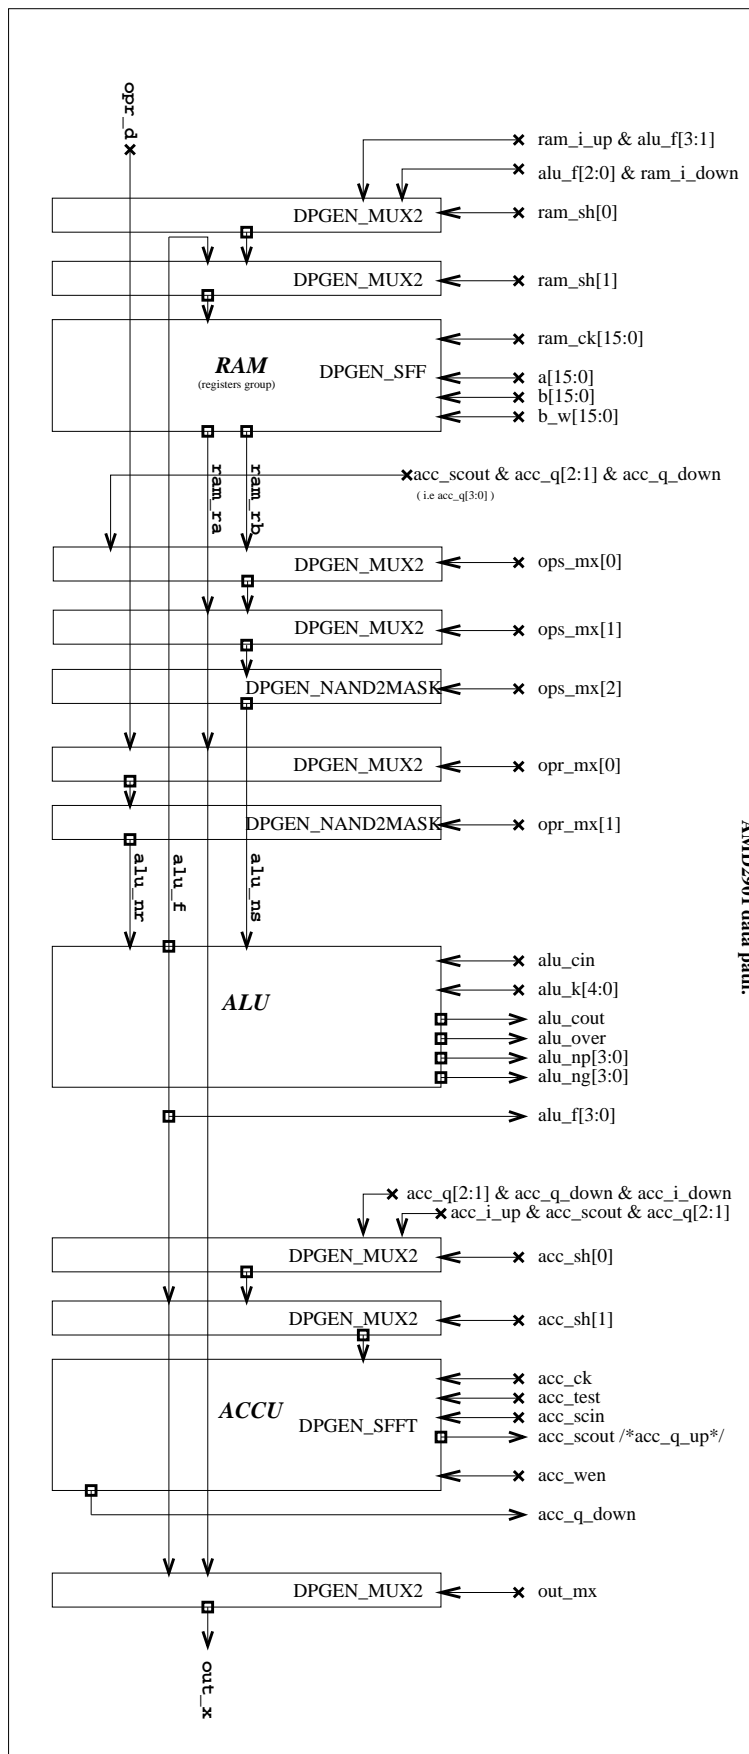 opr_d
ram_i_up & alu_f[3:1]
alu_f[2:0] & ram_i_down
DPGEN_MUX2
ram_sh[0]
DPGEN_MUX2
ram_sh[1]
RAM
(registers group)
DPGEN_SFF
ram_ck[15:0]
a[15:0]
b[15:0]
b_w[15:0]
ram_ra
ram_rb
acc_scout & acc_q[2:1] & acc_q_down
( i.e acc_q[3:0] )
DPGEN_MUX2
ops_mx[0]
DPGEN_MUX2
ops_mx[1]
DPGEN_NAND2MASK
ops_mx[2]
DPGEN_MUX2
opr_mx[0]
DPGEN_NAND2MASK
opr_mx[1]
alu_nr
alu_f
alu_ns
AMD2901 data path.
ALU
alu_cin
alu_k[4:0]
alu_cout
alu_over
alu_np[3:0]
alu_ng[3:0]
alu_f[3:0]
acc_q[2:1] & acc_q_down & acc_i_down
acc_i_up & acc_scout & acc_q[2:1]
DPGEN_MUX2
acc_sh[0]
DPGEN_MUX2
acc_sh[1]
ACCU
DPGEN_SFFT
acc_ck
acc_test
acc_scin
acc_scout /*acc_q_up*/
acc_wen
acc_q_down
DPGEN_MUX2
out_mx
out_x